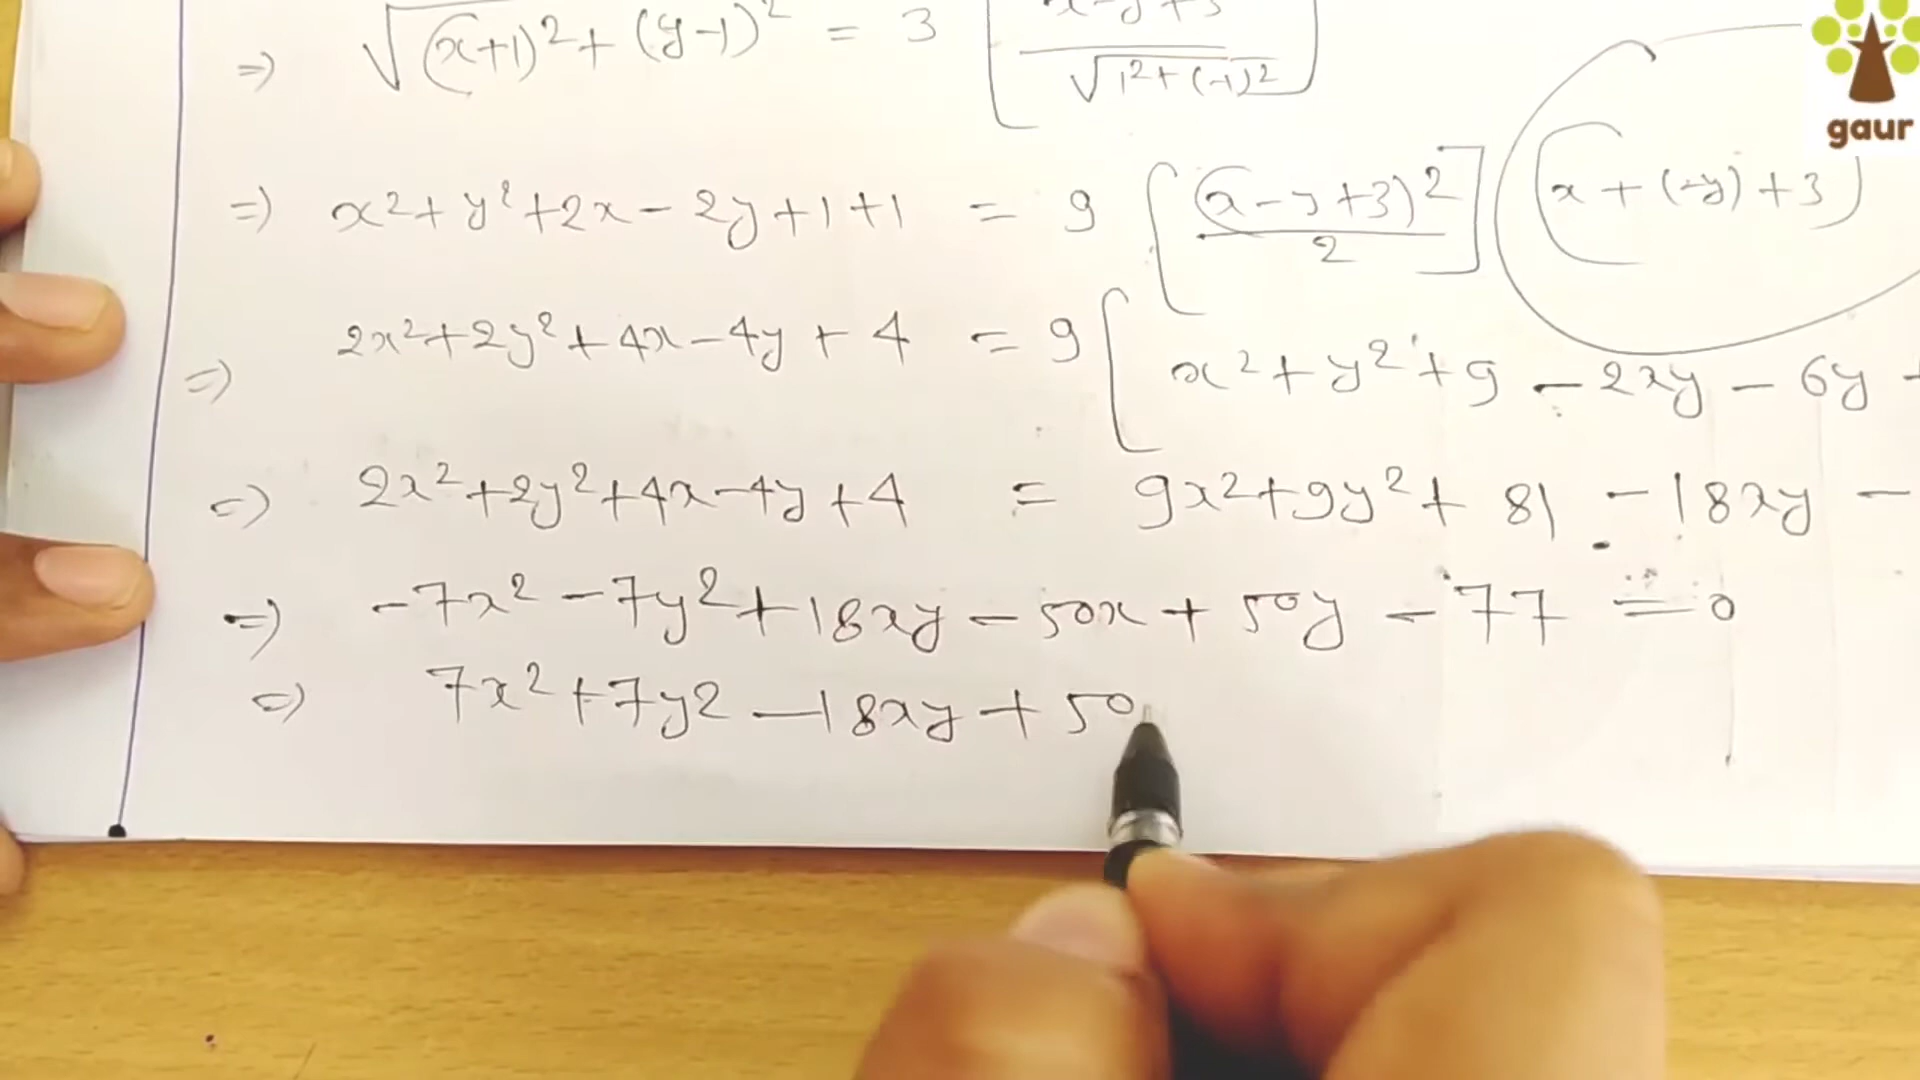 ⇒ √(x+1)²+(y-1)² = 3 [x-y+3 / √1²+(-1)²]
gaur
⇒ x²+y²+2x-2y+1+1 = 9 [(x-y+3)² / 2] [x+(-y)+3]
⇒ 2x²+2y²+4x-4y+4 = 9 [x²+y²+9-2xy-6y+
⇒ 2x²+2y²+4x-4y+4 = 9x²+9y²+81-18xy-
⇒ -7x²-7y²+18xy-50x+50y-77=0
⇒ 7x²+7y²-18xy+50